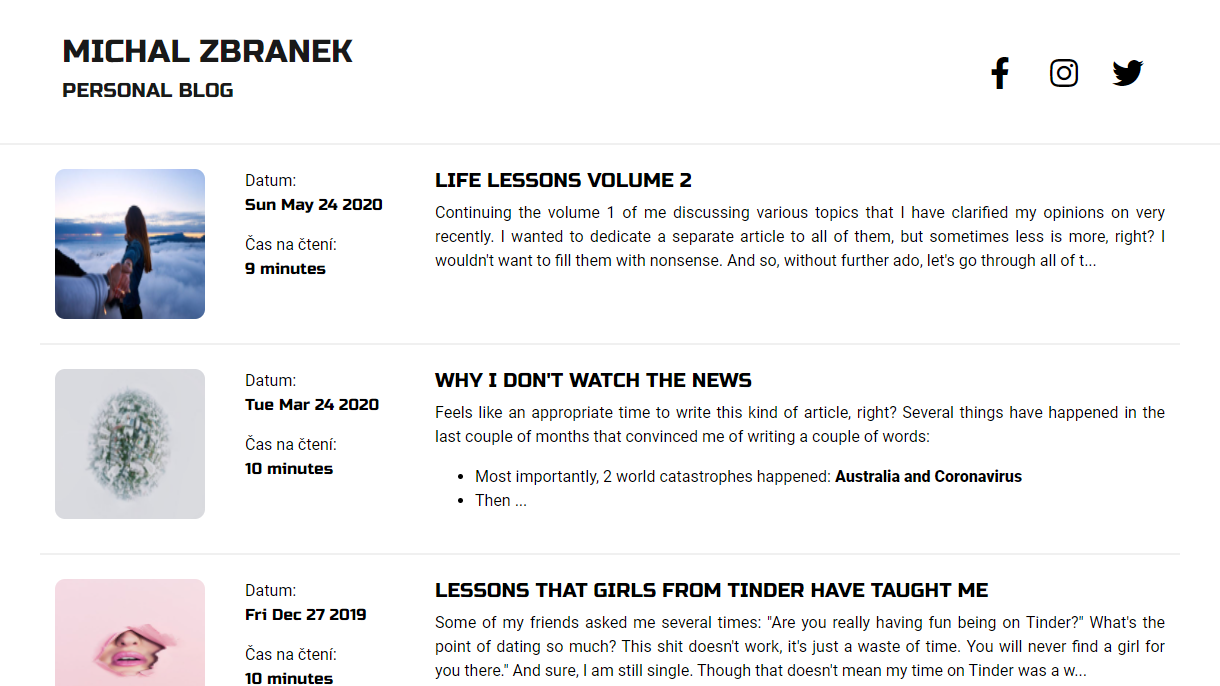 MICHAL ZBRANEK
PERSONAL BLOG
Datum:
Sun May 24 2020
Čas na čtení:
9 minutes
LIFE LESSONS VOLUME 2
Continuing the volume 1 of me discussing various topics that I have clarified my opinions on very
recently. I wanted to dedicate a separate article to all of them, but sometimes less is more, right? I
wouldn't want to fill them with nonsense. And so, without further ado, let's go through all of t...
Datum:
Tue Mar 24 2020
Čas na čtení:
10 minutes
WHY I DON'T WATCH THE NEWS
Feels like an appropriate time to write this kind of article, right? Several things have happened in the
last couple of months that convinced me of writing a couple of words:
• Most importantly, 2 world catastrophes happened: Australia and Coronavirus
• Then ...
Datum:
Fri Dec 27 2019
Čas na čtení:
10 minutes
LESSONS THAT GIRLS FROM TINDER HAVE TAUGHT ME
Some of my friends asked me several times: "Are you really having fun being on Tinder?" What's the
point of dating so much? This shit doesn't work, it's just a waste of time. You will never find a girl for
you there." And sure, I am still single. Though that doesn't mean my time on Tinder was a w...